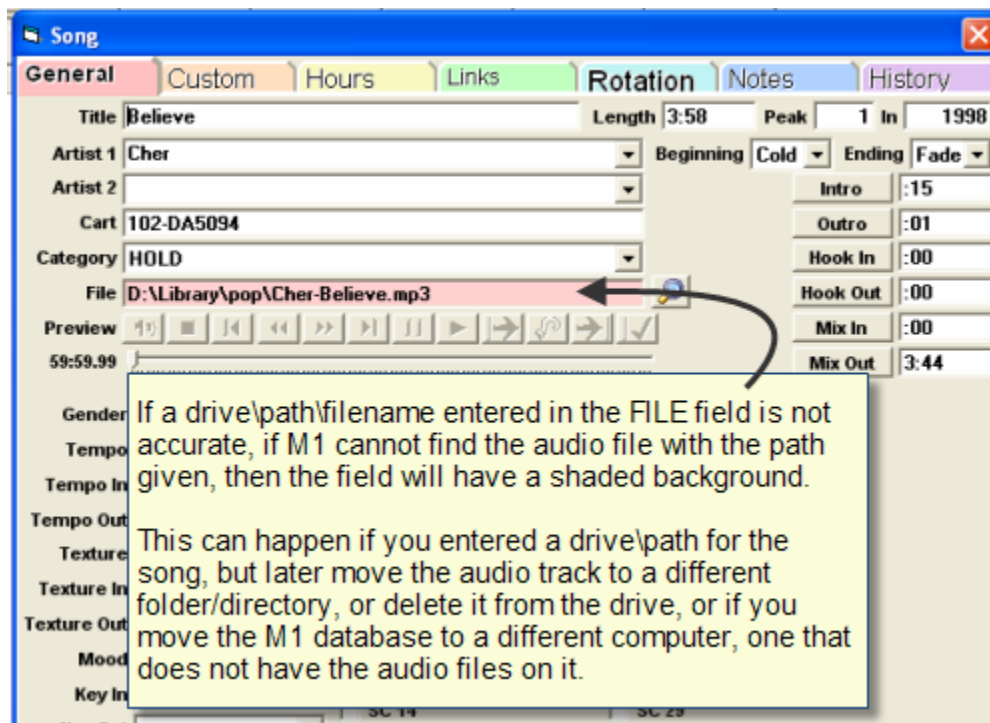 Song
General Custom Hours Links Rotation Notes History
Title Believe Length 3:58 Peak 1 In 1998
Artist 1 Cher Beginning Cold Ending Fade
Artist 2 Intro :15
Cart 102-DA5094 Outro :01
Category HOLD Hook In :00
File D:\Library\pop\Cher-Believe.mp3 Hook Out :00
Preview Mix In :00
59:59.99 Mix Out 3:44
Gender
Tempo
Tempo In
Tempo Out
Texture
Texture In
Texture Out
Mood
Key In
If a drive\path\filename entered in the FILE field is not
accurate, if M1 cannot find the audio file with the path
given, then the field will have a shaded background.
This can happen if you entered a drive\path for the
song, but later move the audio track to a different
folder/directory, or delete it from the drive, or if you
move the M1 database to a different computer, one that
does not have the audio files on it.
SC 14 SC 29